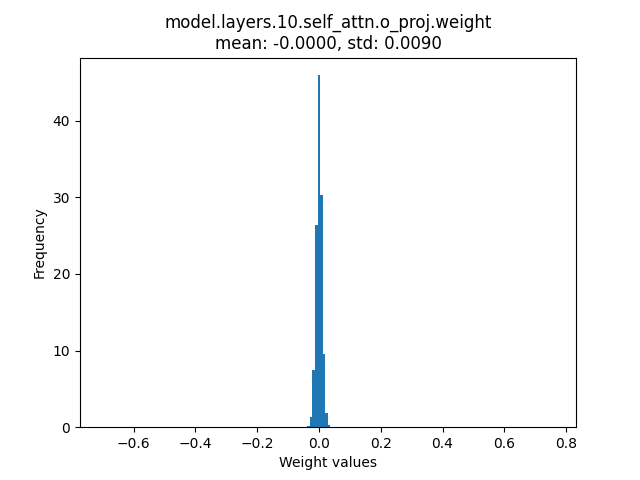 model.layers.10.self_attn.o_proj.weight
mean: -0.0000, std: 0.0090
Frequency
40
30
20
10
0
−0.6 −0.4 −0.2 0.0 0.2 0.4 0.6 0.8
Weight values